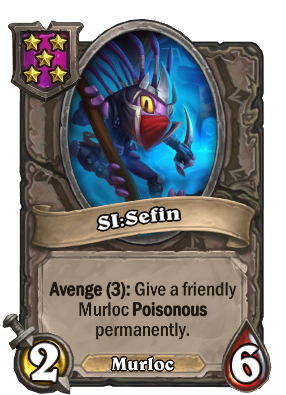 SI:Sefin
Avenge (3): Give a friendly
Murloc Poisonous
permanently.
2
6
Murloc